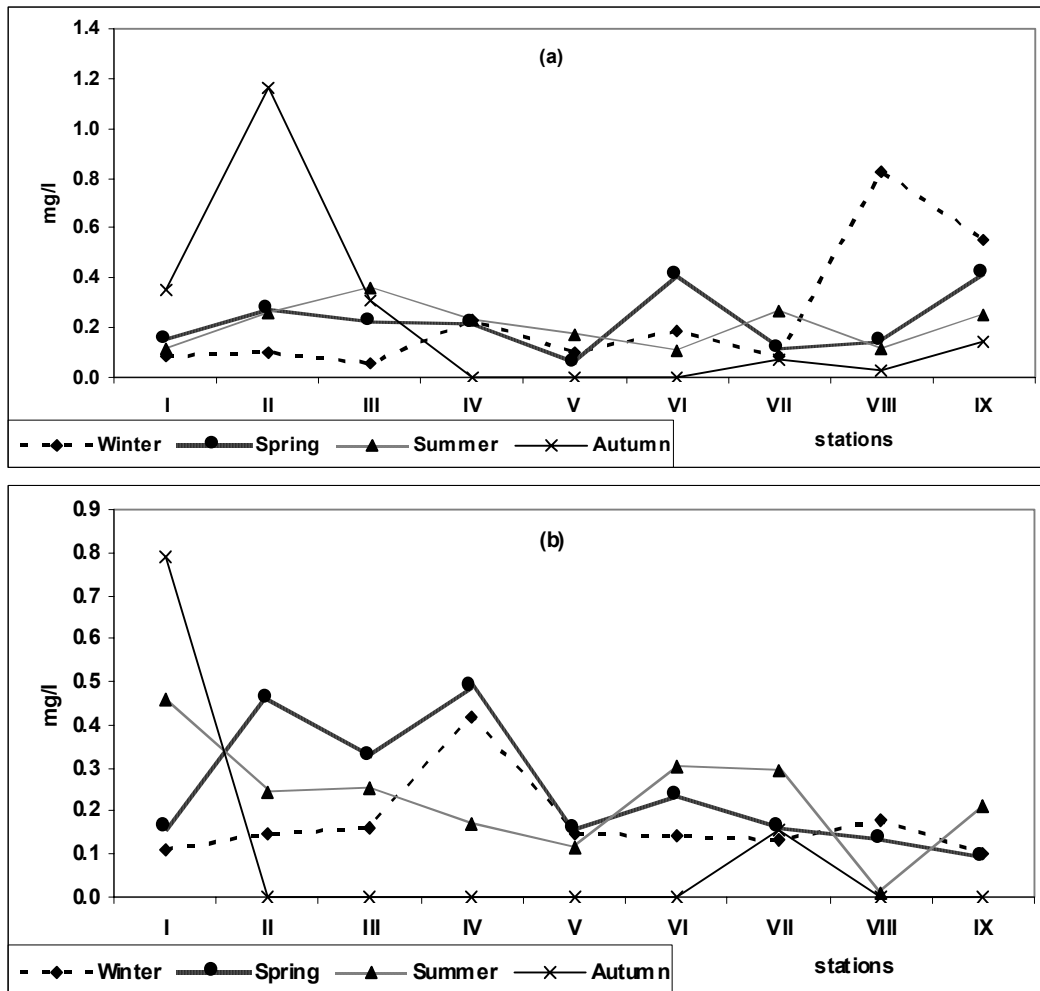 (a)
mg/l
1.4
1.2
1.0
0.8
0.6
0.4
0.2
0.0
I II III IV V VI VII VIII IX
stations
Winter Spring Summer Autumn
(b)
mg/l
0.9
0.8
0.7
0.6
0.5
0.4
0.3
0.2
0.1
0.0
I II III IV V VI VII VIII IX
stations
Winter Spring Summer Autumn